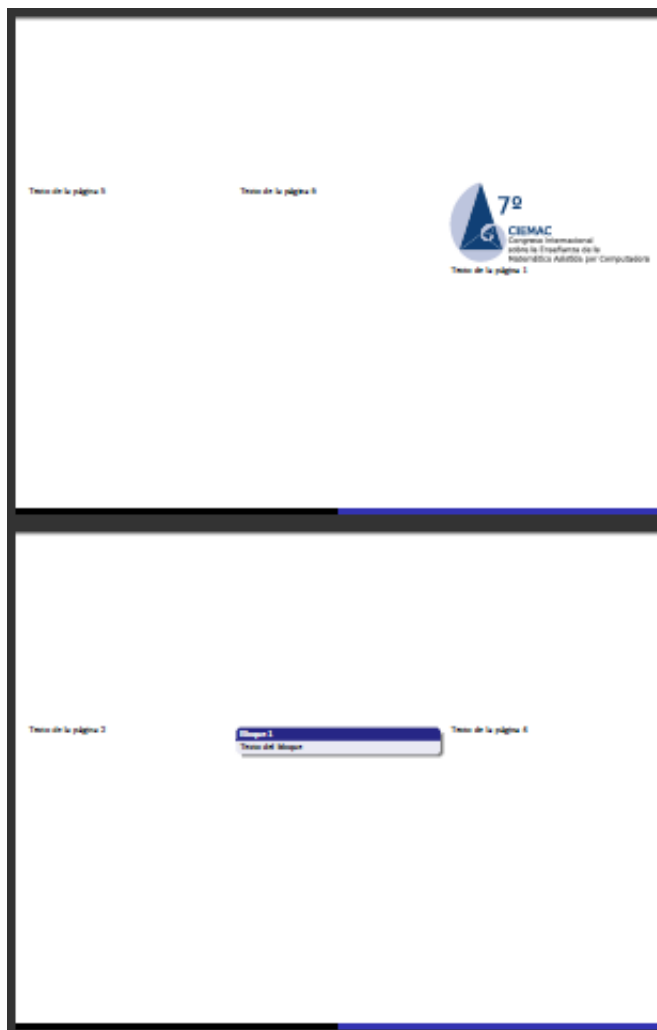 Texto de la página 5
Texto de la página 6
7º
CIEMAC
Congreso Internacional
sobre la Enseñanza de la
Matemática Asistida por Computadora
Texto de la página 1
Texto de la página 2
Bloque 1
Texto del bloque
Texto de la página 4